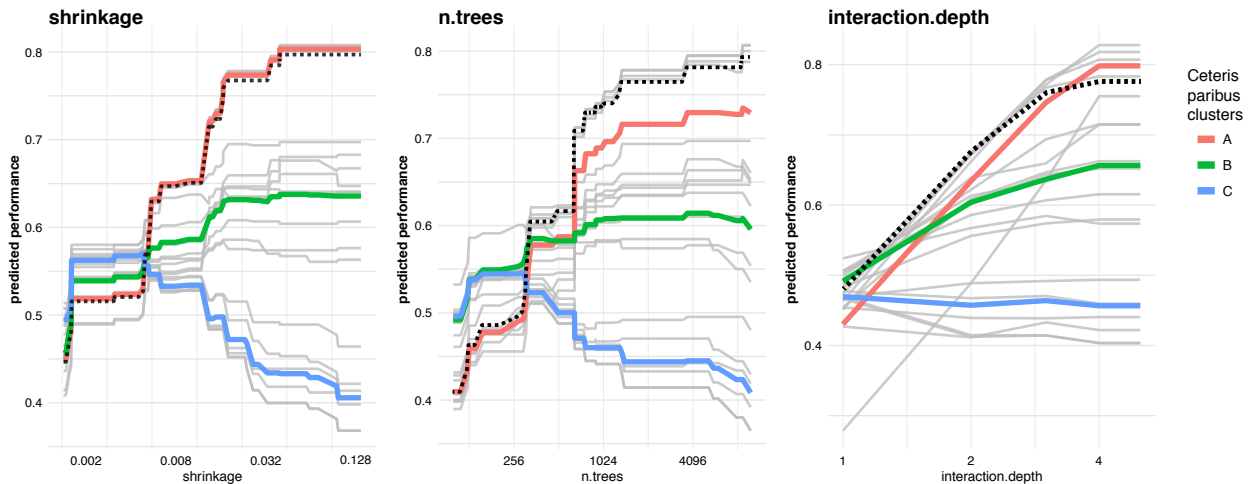 shrinkage
n.trees
interaction.depth
predicted performance
0.8
0.7
0.6
0.5
0.4
0.002
0.008
0.032
0.128
shrinkage
predicted performance
0.8
0.7
0.6
0.5
0.4
256
1024
4096
n.trees
predicted performance
0.8
0.6
0.4
1
2
4
interaction.depth
Ceteris
paribus
clusters
A
B
C